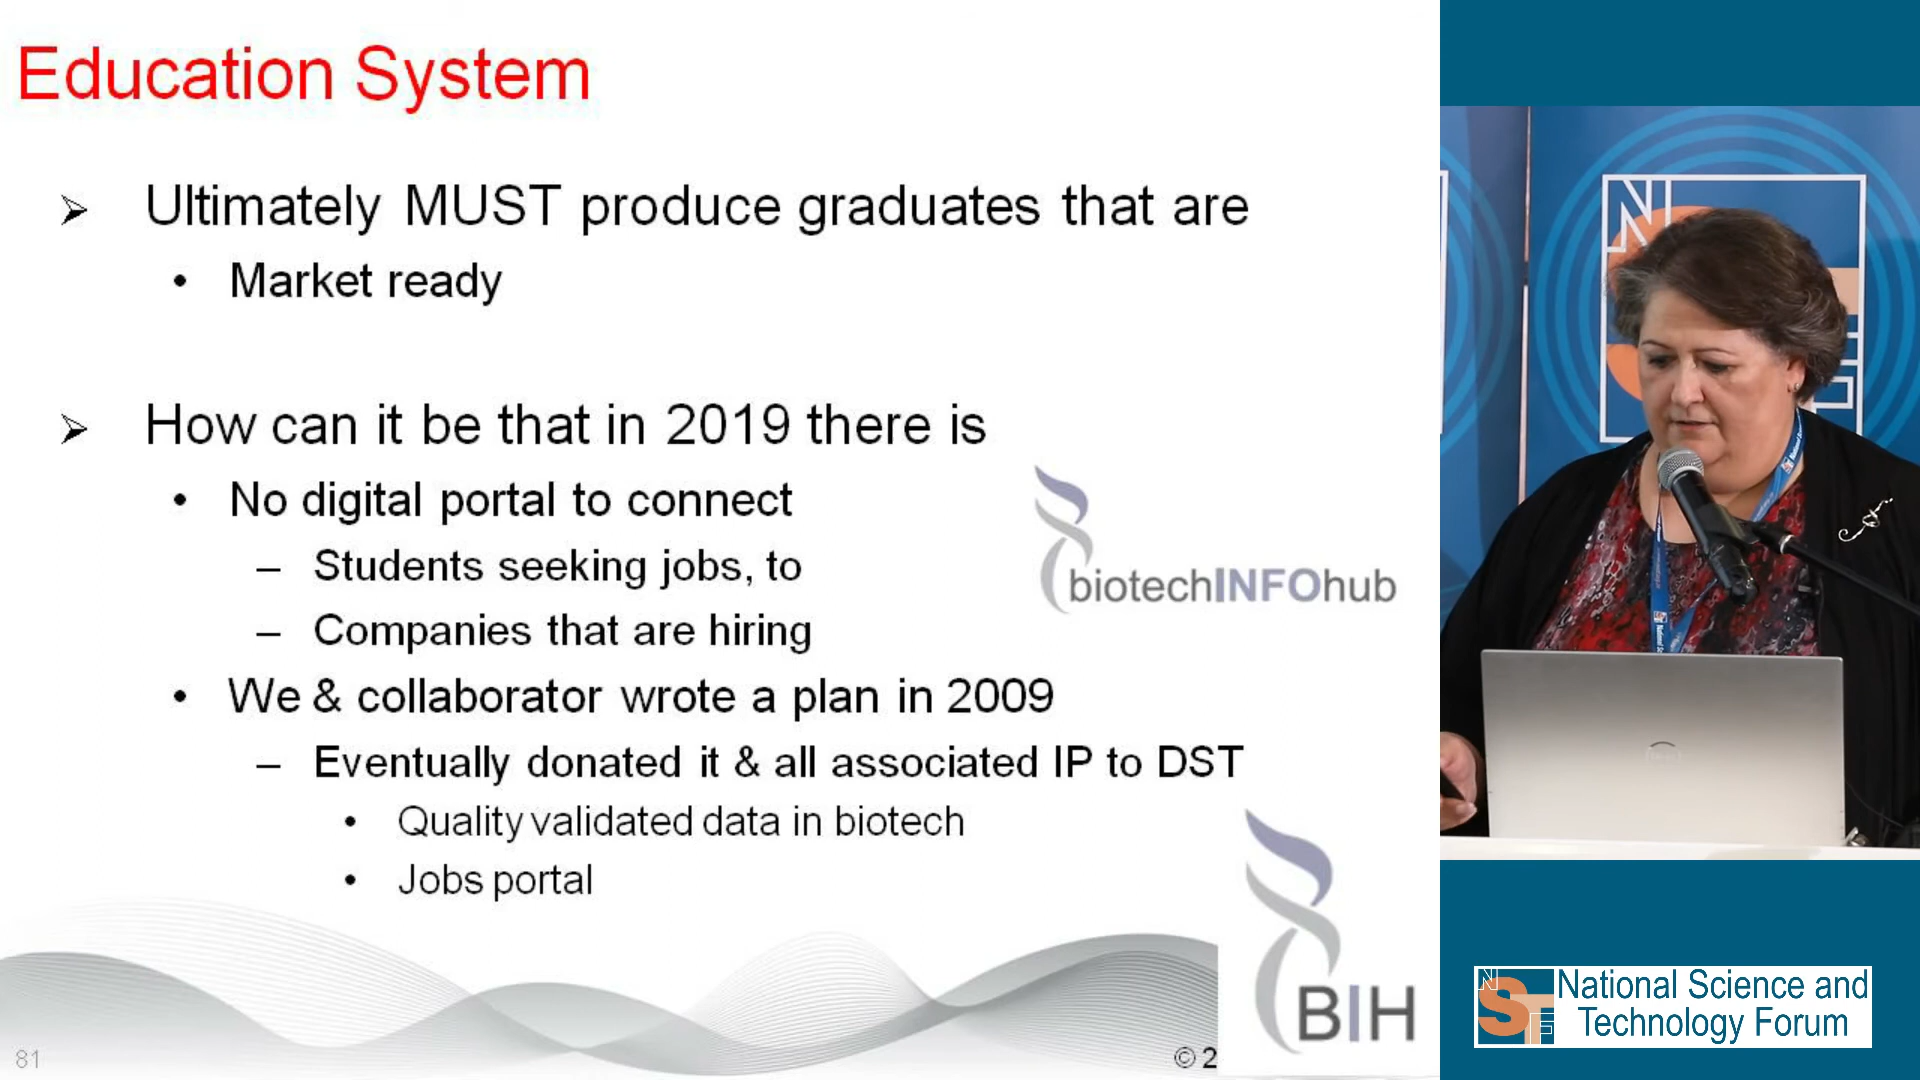 Education System
Ultimately MUST produce graduates that are
Market ready
How can it be that in 2019 there is
No digital portal to connect
Students seeking jobs, to
Companies that are hiring
We & collaborator wrote a plan in 2009
Eventually donated it & all associated IP to DST
Quality validated data in biotech
Jobs portal
biotechINFOhub
BIH
81
© 2
National Science and
Technology Forum